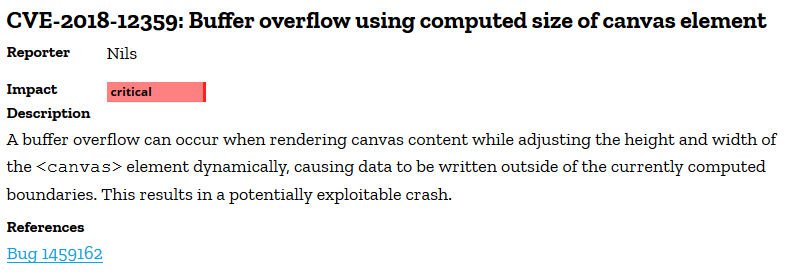 CVE-2018-12359: Buffer overflow using computed size of canvas element
Reporter Nils
Impact critical
Description
A buffer overflow can occur when rendering canvas content while adjusting the height and width of
the <canvas> element dynamically, causing data to be written outside of the currently computed
boundaries. This results in a potentially exploitable crash.
References
Bug 1459162